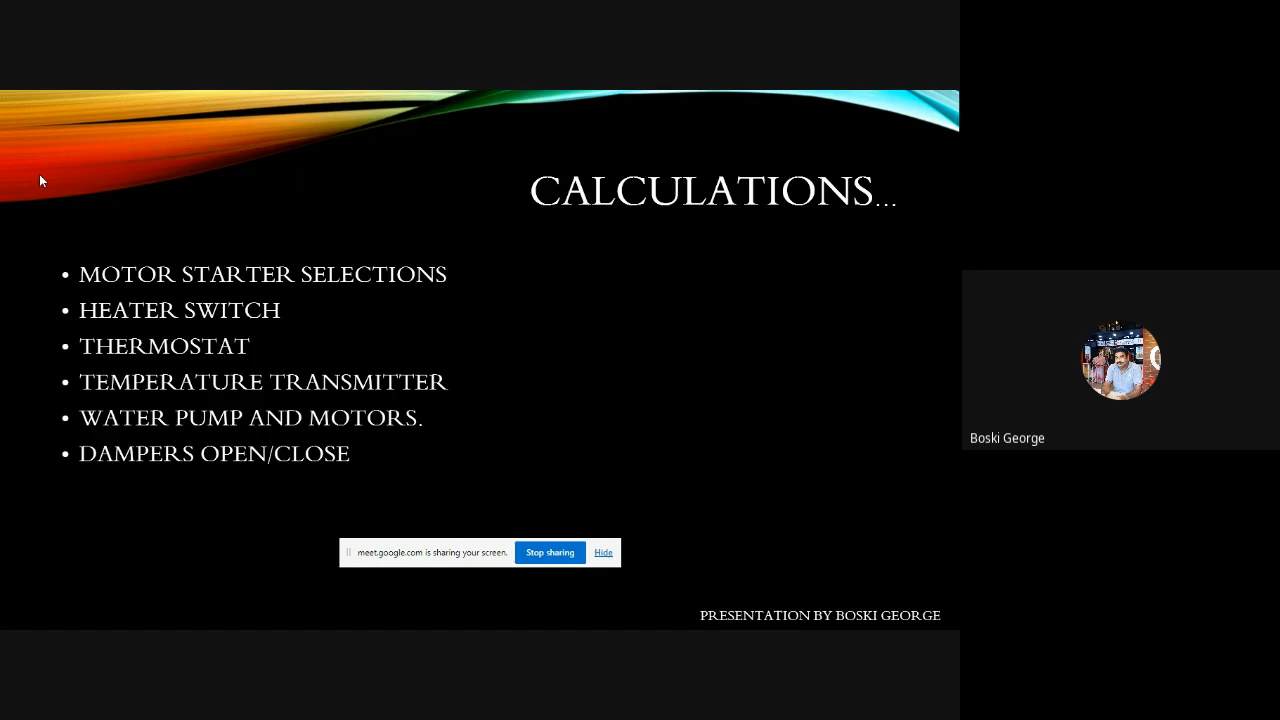 CALCULATIONS...
• MOTOR STARTER SELECTIONS
• HEATER SWITCH
• THERMOSTAT
• TEMPERATURE TRANSMITTER
• WATER PUMP AND MOTORS.
• DAMPERS OPEN/CLOSE
Boski George
meet.google.com is sharing your screen. Stop sharing Hide
PRESENTATION BY BOSKI GEORGE